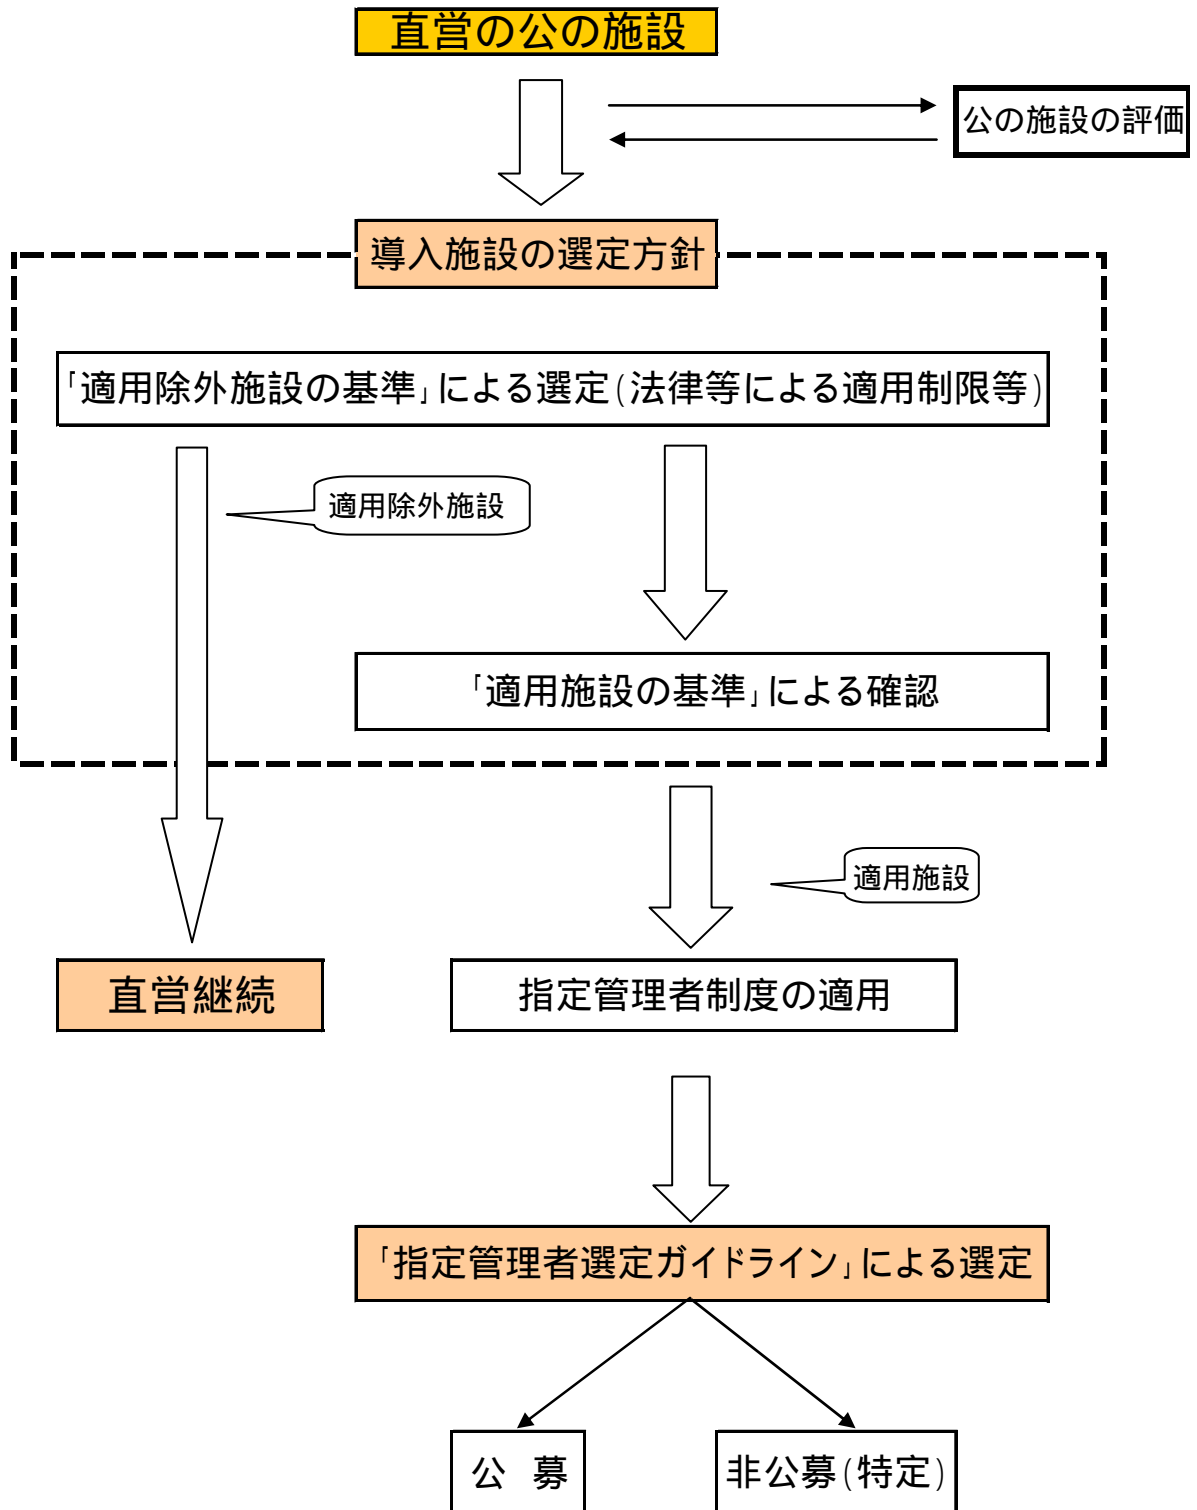 直営の公の施設
公の施設の評価
導入施設の選定方針
「適用除外施設の基準」による選定(法律等による適用制限等)
適用除外施設
「適用施設の基準」による確認
適用施設
直営継続
指定管理者制度の適用
「指定管理者選定ガイドライン」による選定
公 募
非公募(特定)